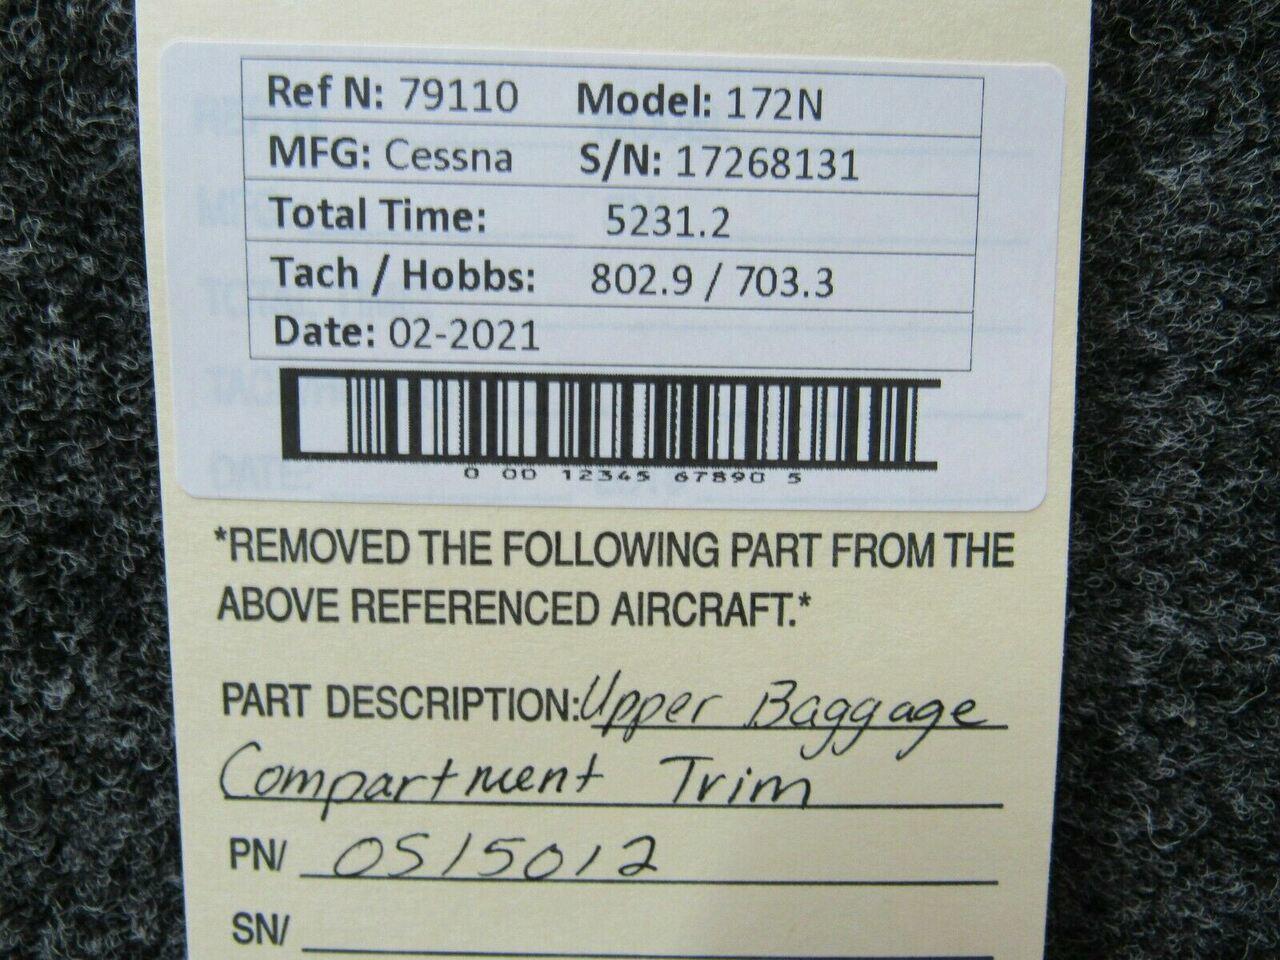 Ref N: 79110 Model: 172N
MFG: Cessna S/N: 17268131
Total Time: 5231.2
Tach / Hobbs: 802.9 / 703.3
Date: 02-2021
0 00 12345 67890 5
*REMOVED THE FOLLOWING PART FROM THE
ABOVE REFERENCED AIRCRAFT.*
PART DESCRIPTION: Upper Baggage
Compartment Trim
PN/ 0515012
SN/